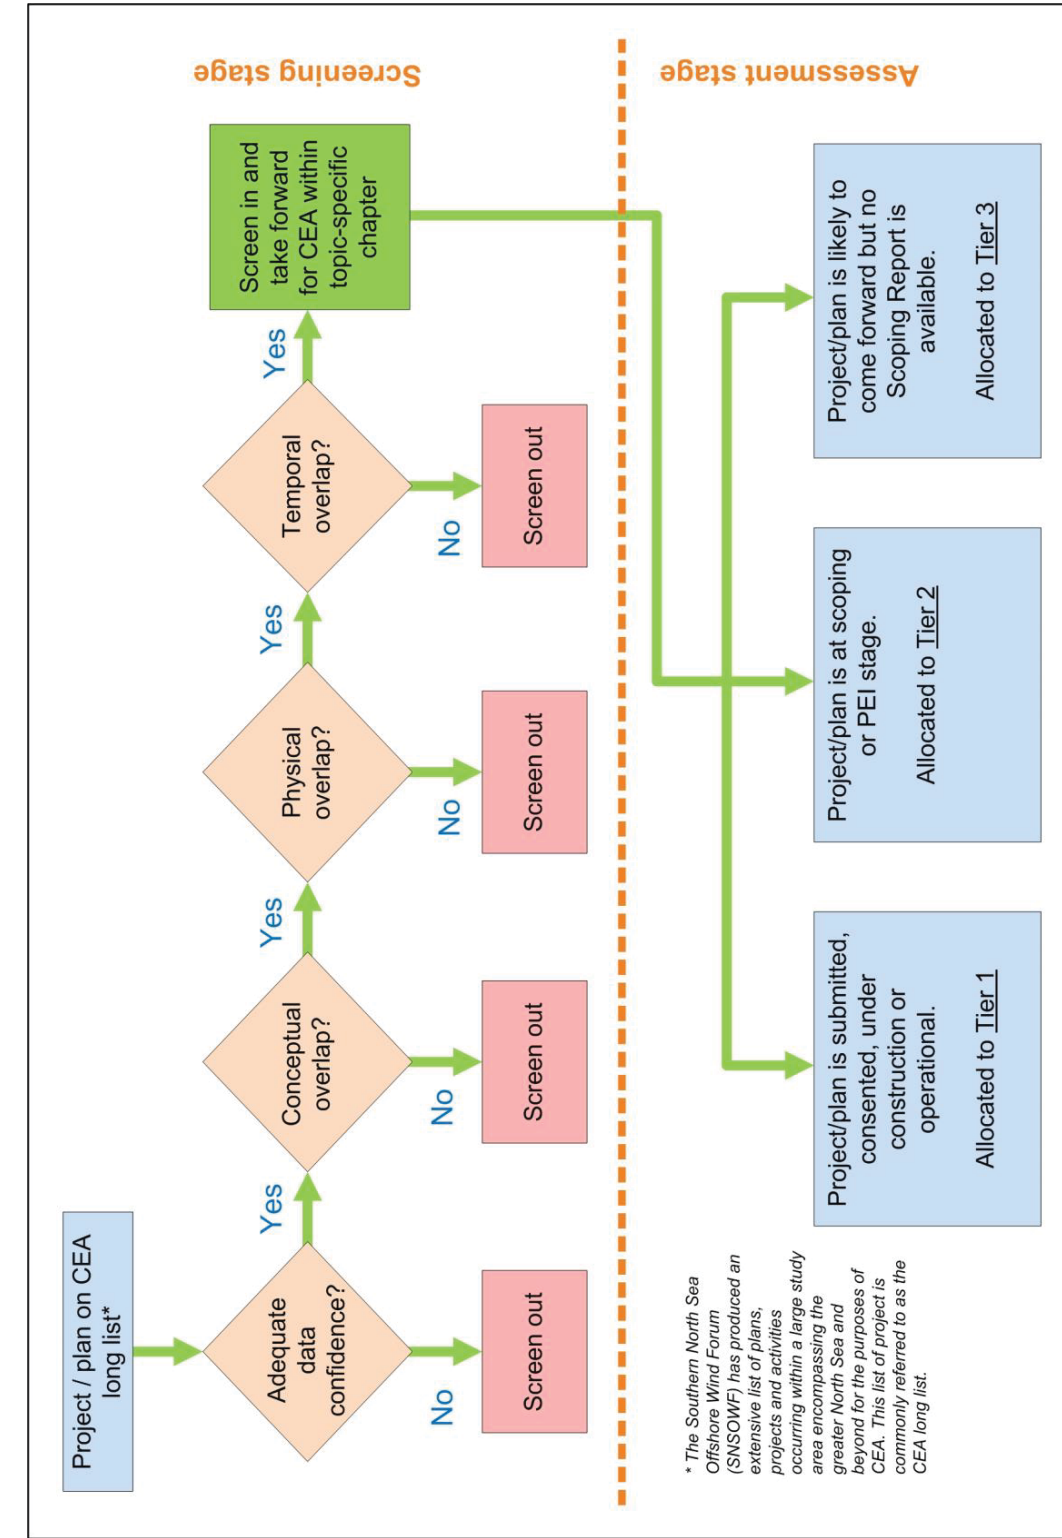 Project / plan on CEA
long list*
Adequate
data
confidence?
Yes
No
Screen out
Conceptual
overlap?
Yes
No
Screen out
Physical
overlap?
Yes
No
Screen out
Temporal
overlap?
Yes
No
Screen out
Screen in and
take forward
for CEA within
topic-specific
chapter
Screening stage
Assessment stage
* The Southern North Sea
Offshore Wind Forum
(SNSOWF) has produced an
extensive list of plans,
projects and activities
occurring within a large study
area encompassing the
greater North Sea and
beyond for the purposes of
CEA. This list of project is
commonly referred to as the
CEA long list.
Project/plan is submitted,
consented, under
construction or
operational.
Allocated to Tier 1
Project/plan is at scoping
or PEI stage.
Allocated to Tier 2
Project/plan is likely to
come forward but no
Scoping Report is
available.
Allocated to Tier 3